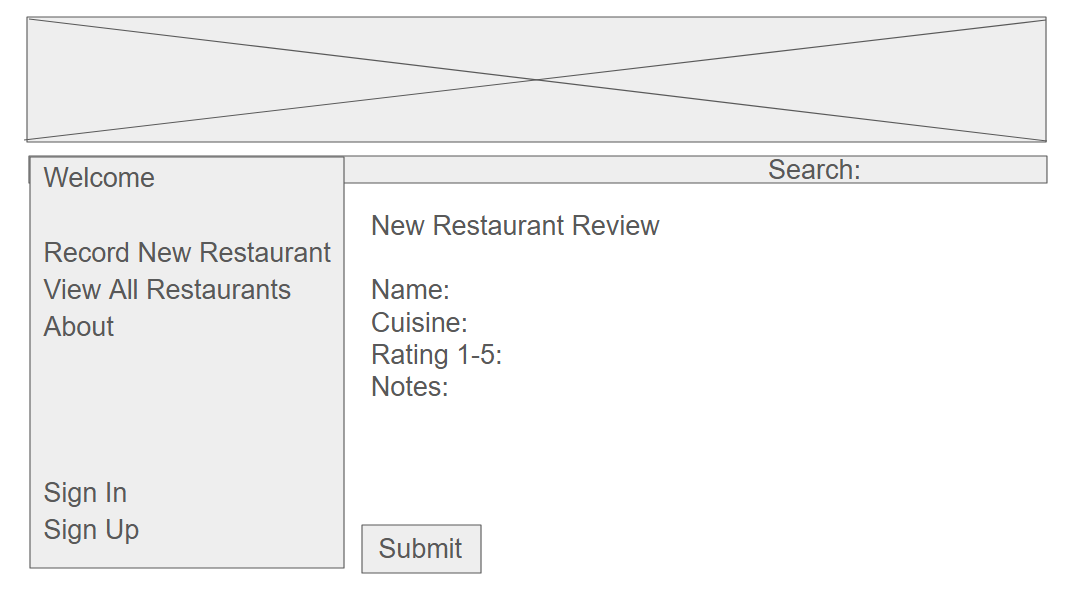 Search:
Welcome
Record New Restaurant
View All Restaurants
About
Sign In
Sign Up
New Restaurant Review
Name:
Cuisine:
Rating 1-5:
Notes:
Submit